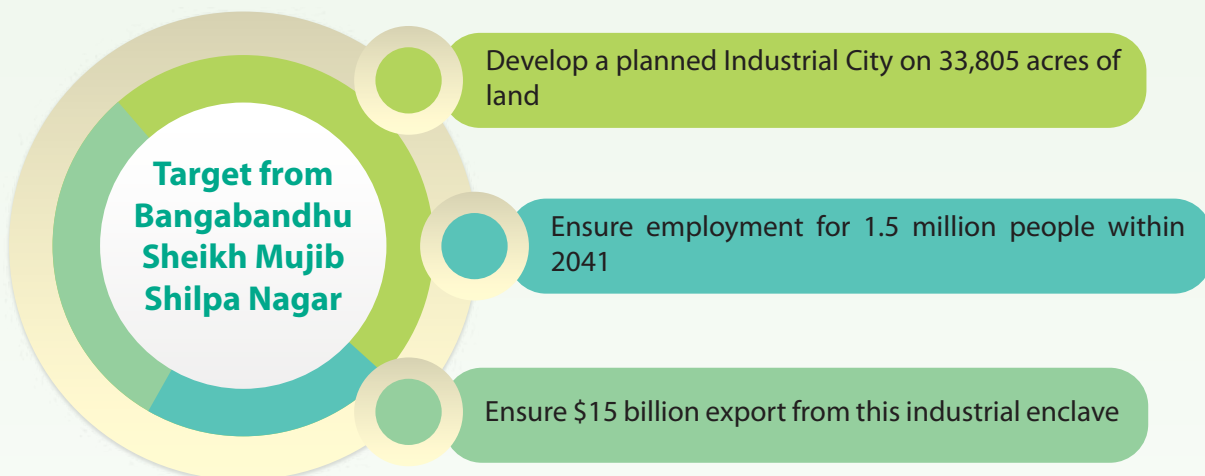 Target from
Bangabandhu
Sheikh Mujib
Shilpa Nagar
Develop a planned Industrial City on 33,805 acres of
land
Ensure employment for 1.5 million people within
2041
Ensure $15 billion export from this industrial enclave